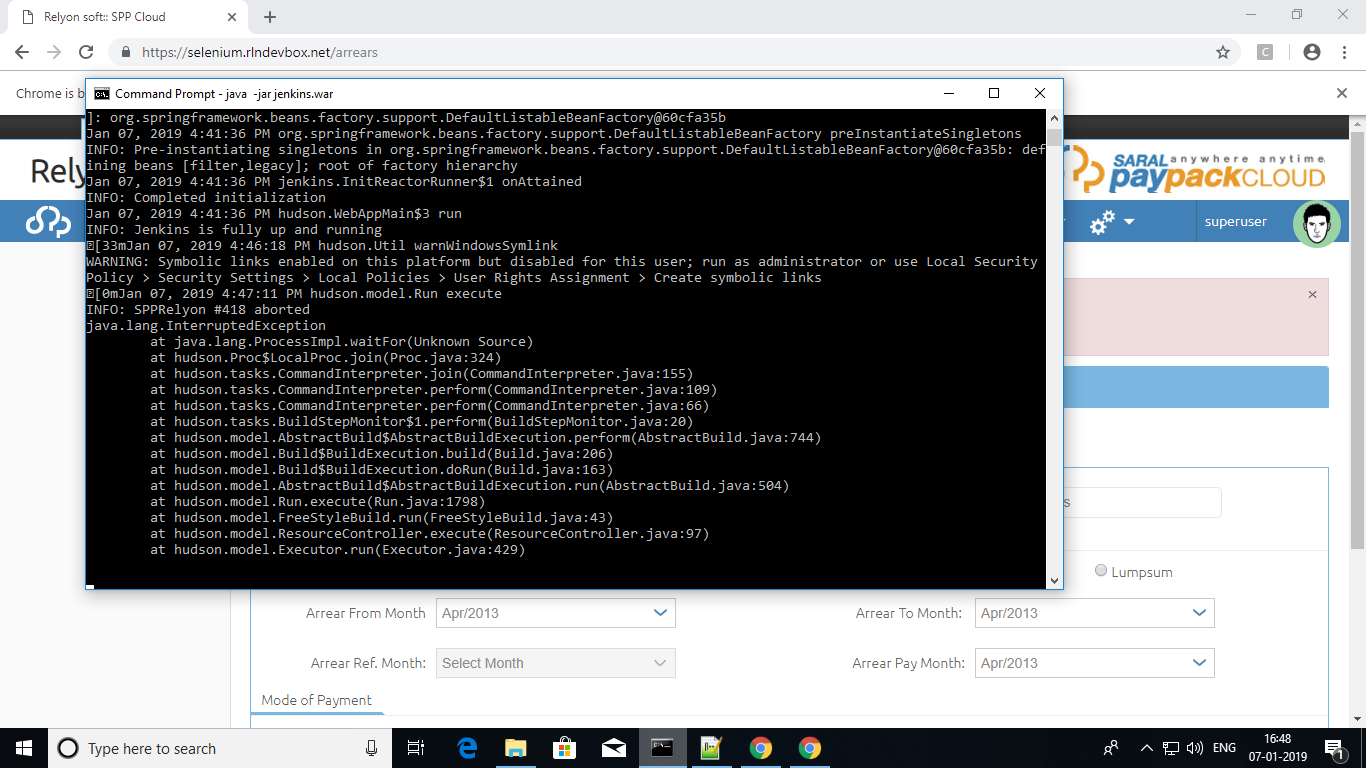 Relyon soft:: SPP Cloud
https://selenium.rlndevbox.net/arrears
C
Chrome is b
Command Prompt - java -jar jenkins.war
]: org.springframework.beans.factory.support.DefaultListableBeanFactory@60cfa35b
Jan 07, 2019 4:41:36 PM org.springframework.beans.factory.support.DefaultListableBeanFactory preInstantiateSingletons
INFO: Pre-instantiating singletons in org.springframework.beans.factory.support.DefaultListableBeanFactory@60cfa35b: def
ining beans [filter,legacy]; root of factory hierarchy
Jan 07, 2019 4:41:36 PM jenkins.InitReactorRunner$1 onAttained
INFO: Completed initialization
Jan 07, 2019 4:41:36 PM hudson.WebAppMain$3 run
INFO: Jenkins is fully up and running
[33mJan 07, 2019 4:46:18 PM hudson.Util warnWindowsSymlink
WARNING: Symbolic links enabled on this platform but disabled for this user; run as administrator or use Local Security
Policy > Security Settings > Local Policies > User Rights Assignment > Create symbolic links
[0mJan 07, 2019 4:47:11 PM hudson.model.Run execute
INFO: SPPRelyon #418 aborted
java.lang.InterruptedException
at java.lang.ProcessImpl.waitFor(Unknown Source)
at hudson.Proc$LocalProc.join(Proc.java:324)
at hudson.tasks.CommandInterpreter.join(CommandInterpreter.java:155)
at hudson.tasks.CommandInterpreter.perform(CommandInterpreter.java:109)
at hudson.tasks.CommandInterpreter.perform(CommandInterpreter.java:66)
at hudson.tasks.BuildStepMonitor$1.perform(BuildStepMonitor.java:20)
at hudson.model.AbstractBuild$AbstractBuildExecution.perform(AbstractBuild.java:744)
at hudson.model.Build$BuildExecution.build(Build.java:206)
at hudson.model.Build$BuildExecution.doRun(Build.java:163)
at hudson.model.AbstractBuild$AbstractBuildExecution.run(AbstractBuild.java:504)
at hudson.model.Run.execute(Run.java:1798)
at hudson.model.FreeStyleBuild.run(FreeStyleBuild.java:43)
at hudson.model.ResourceController.execute(ResourceController.java:97)
at hudson.model.Executor.run(Executor.java:429)
Rely
SARAL anywhere anytime
paypackCLOUD
superuser
s
Lumpsum
Arrear From Month Apr/2013 Arrear To Month: Apr/2013
Arrear Ref. Month: Select Month Arrear Pay Month: Apr/2013
Mode of Payment
Type here to search
ENG
16:48
07-01-2019
1